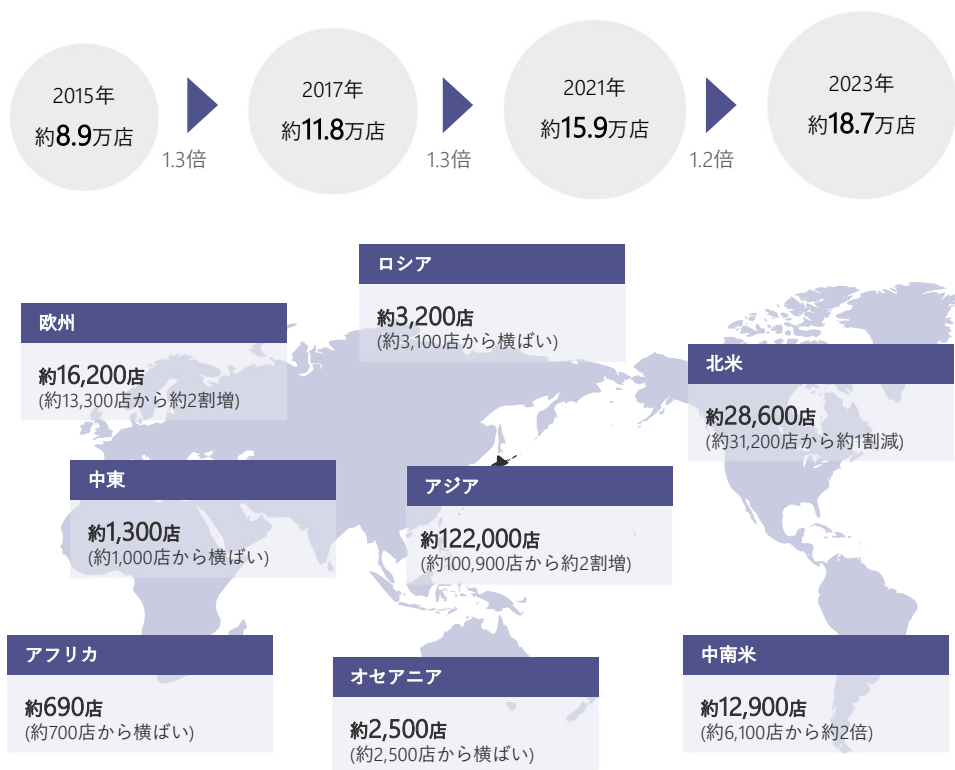 2015年
約8.9万店
1.3倍
2017年
約11.8万店
1.3倍
2021年
約15.9万店
1.2倍
2023年
約18.7万店
ロシア
約3,200店
(約3,100店から横ばい)
欧州
約16,200店
(約13,300店から約2割増)
北米
約28,600店
(約31,200店から約1割減)
中東
約1,300店
(約1,000店から横ばい)
アジア
約122,000店
(約100,900店から約2割増)
アフリカ
約690店
(約700店から横ばい)
オセアニア
約2,500店
(約2,500店から横ばい)
中南米
約12,900店
(約6,100店から約2倍)